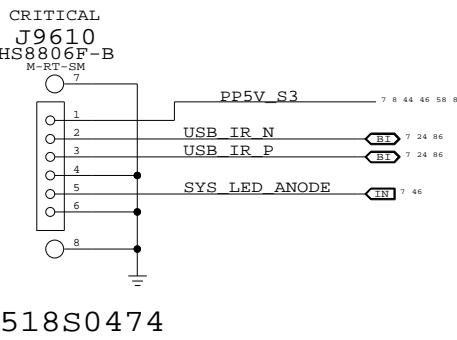 CRITICAL
J9610
HS8806F-B
M-RT-SM
7
1 PP5V_S3 7 8 44 46 58 8
2 USB_IR_N BI 7 24 86
3 USB_IR_P BI 7 24 86
4
5 SYS_LED_ANODE IN 7 46
6
8
518S0474